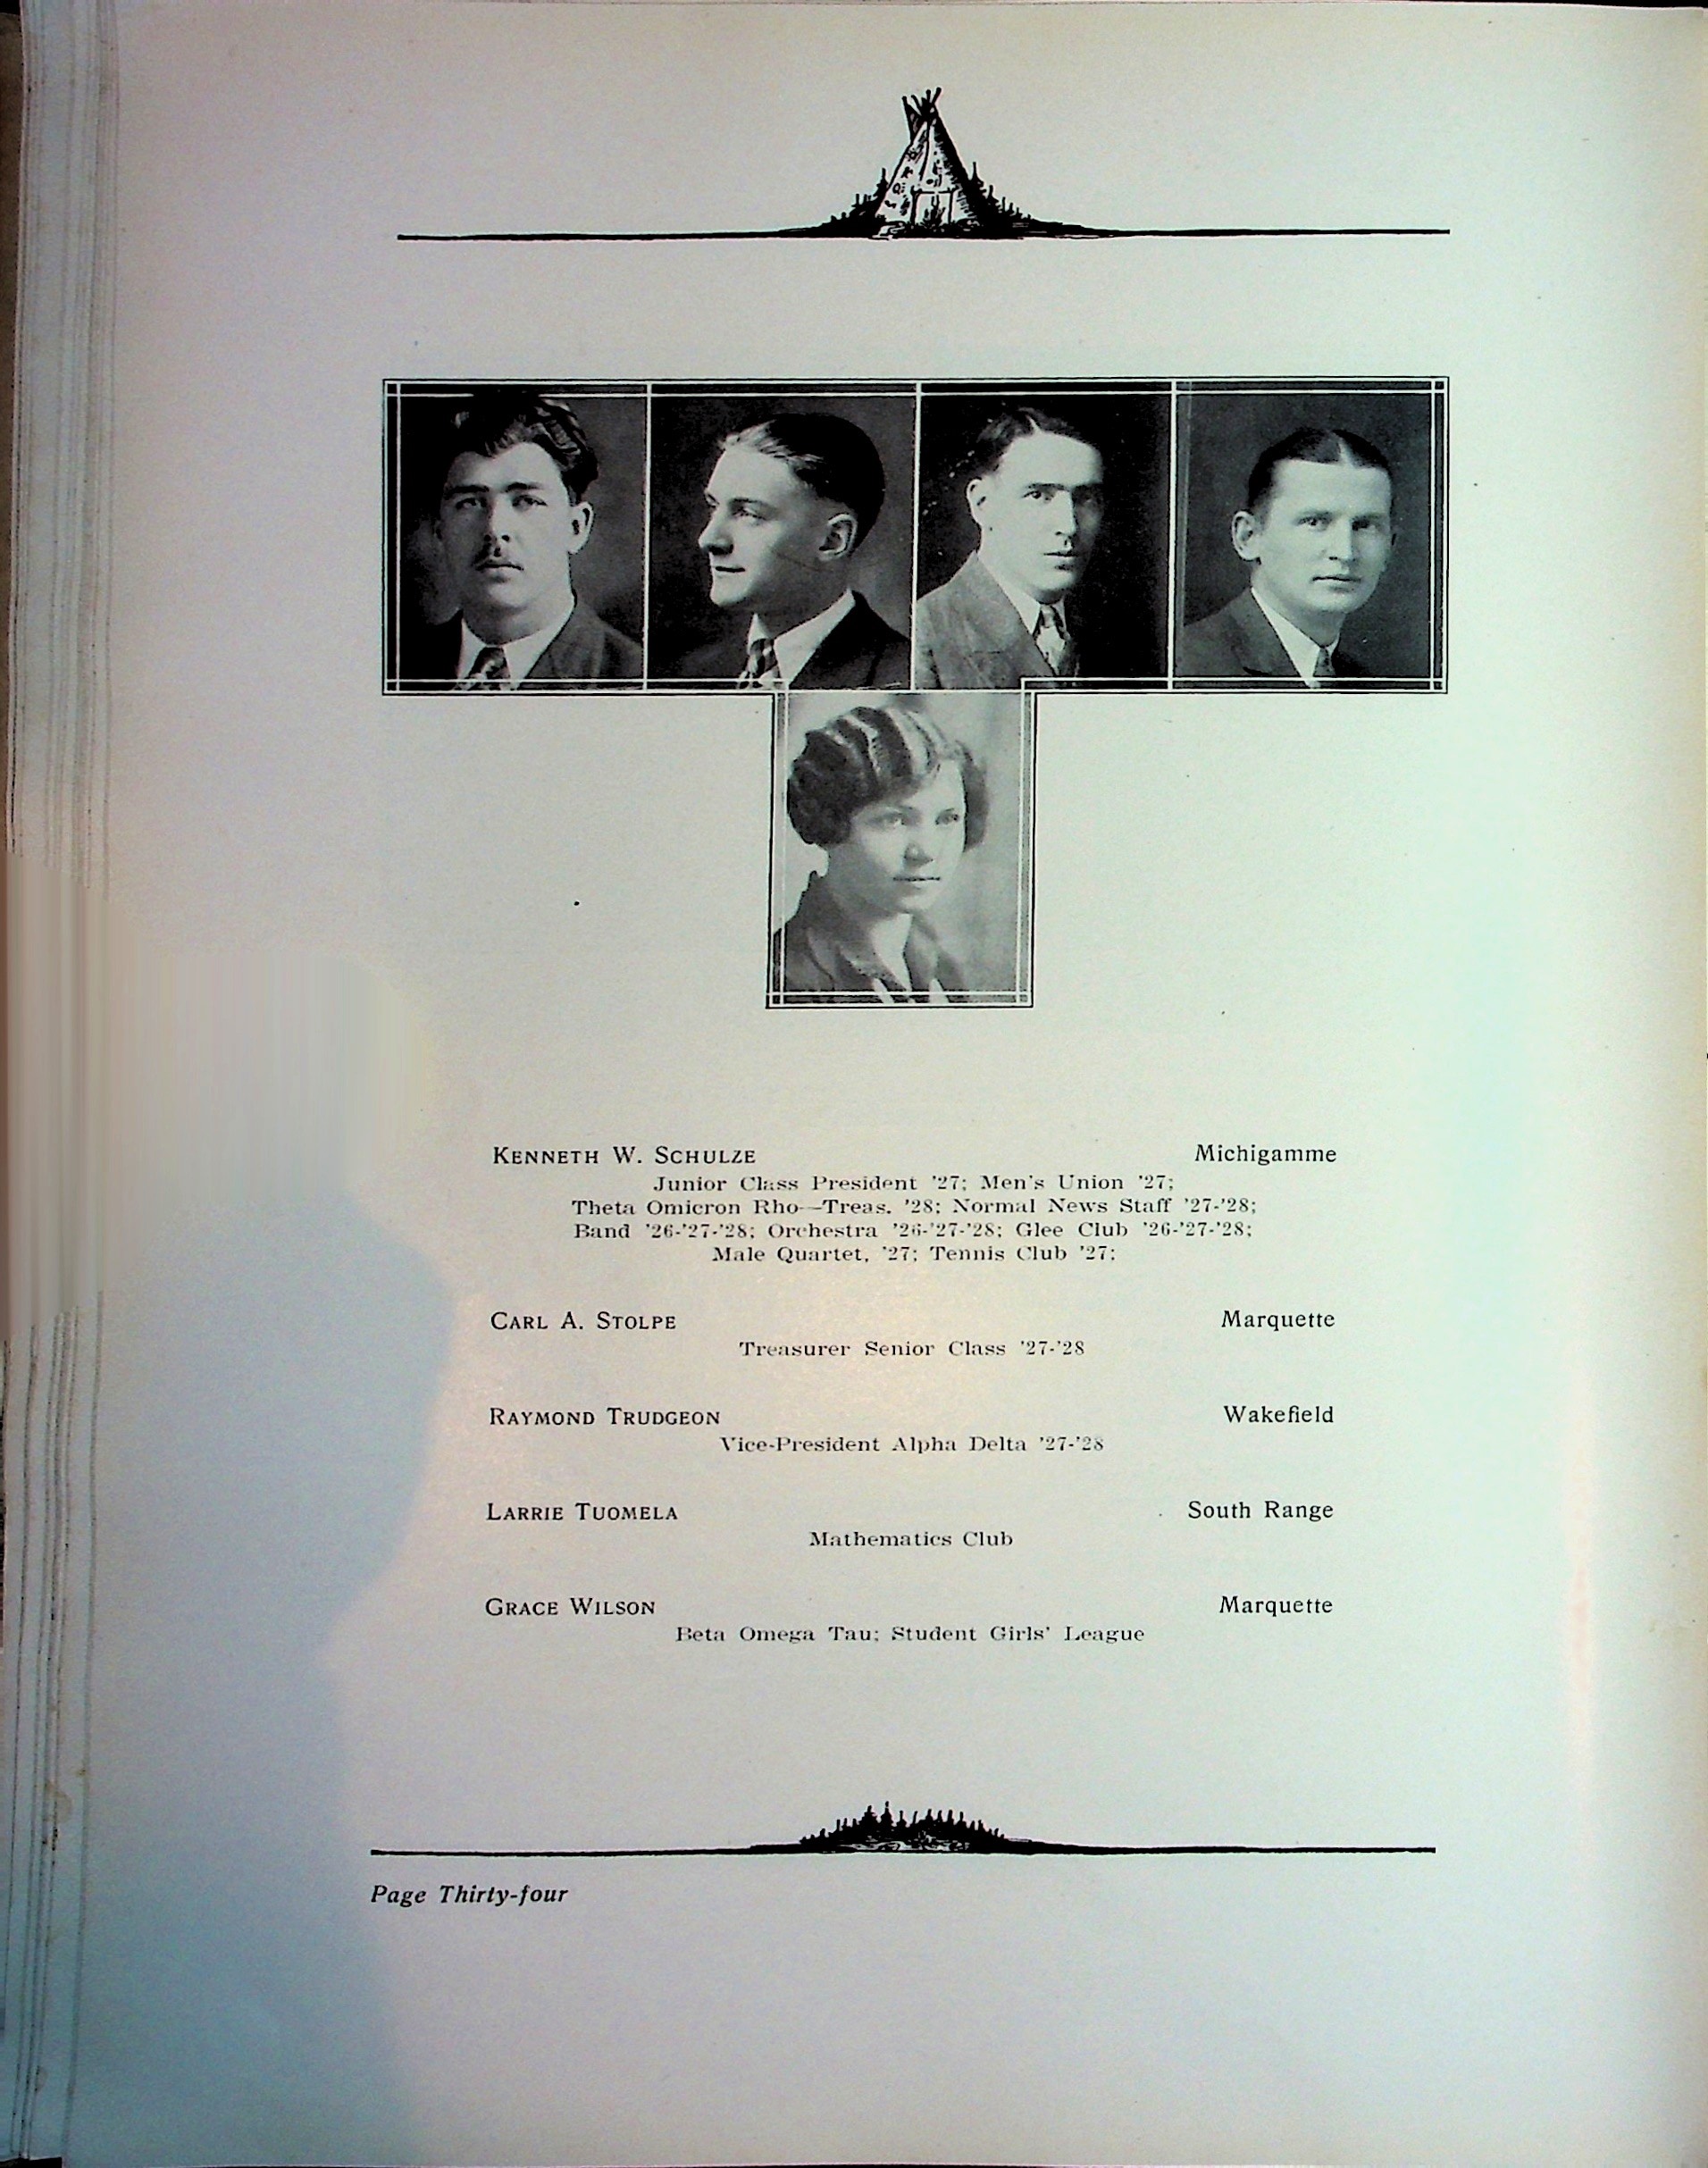 KENNETH W. SCHULZE Michigamme
Junior Class President '27; Men's Union '27;
Theta Omicron Rho—Treas. '28; Normal News Staff '27-'28;
Band '26-'27-'28; Orchestra '26-'27-'28; Glee Club '26-'27-'28;
Male Quartet, '27; Tennis Club '27;
CARL A. STOLPE Marquette
Treasurer Senior Class '27-'28
RAYMOND TRUDGEON Wakefield
Vice-President Alpha Delta '27-'28
LARRIE TUOMELA South Range
Mathematics Club
GRACE WILSON Marquette
Beta Omega Tau; Student Girls' League
Page Thirty-four